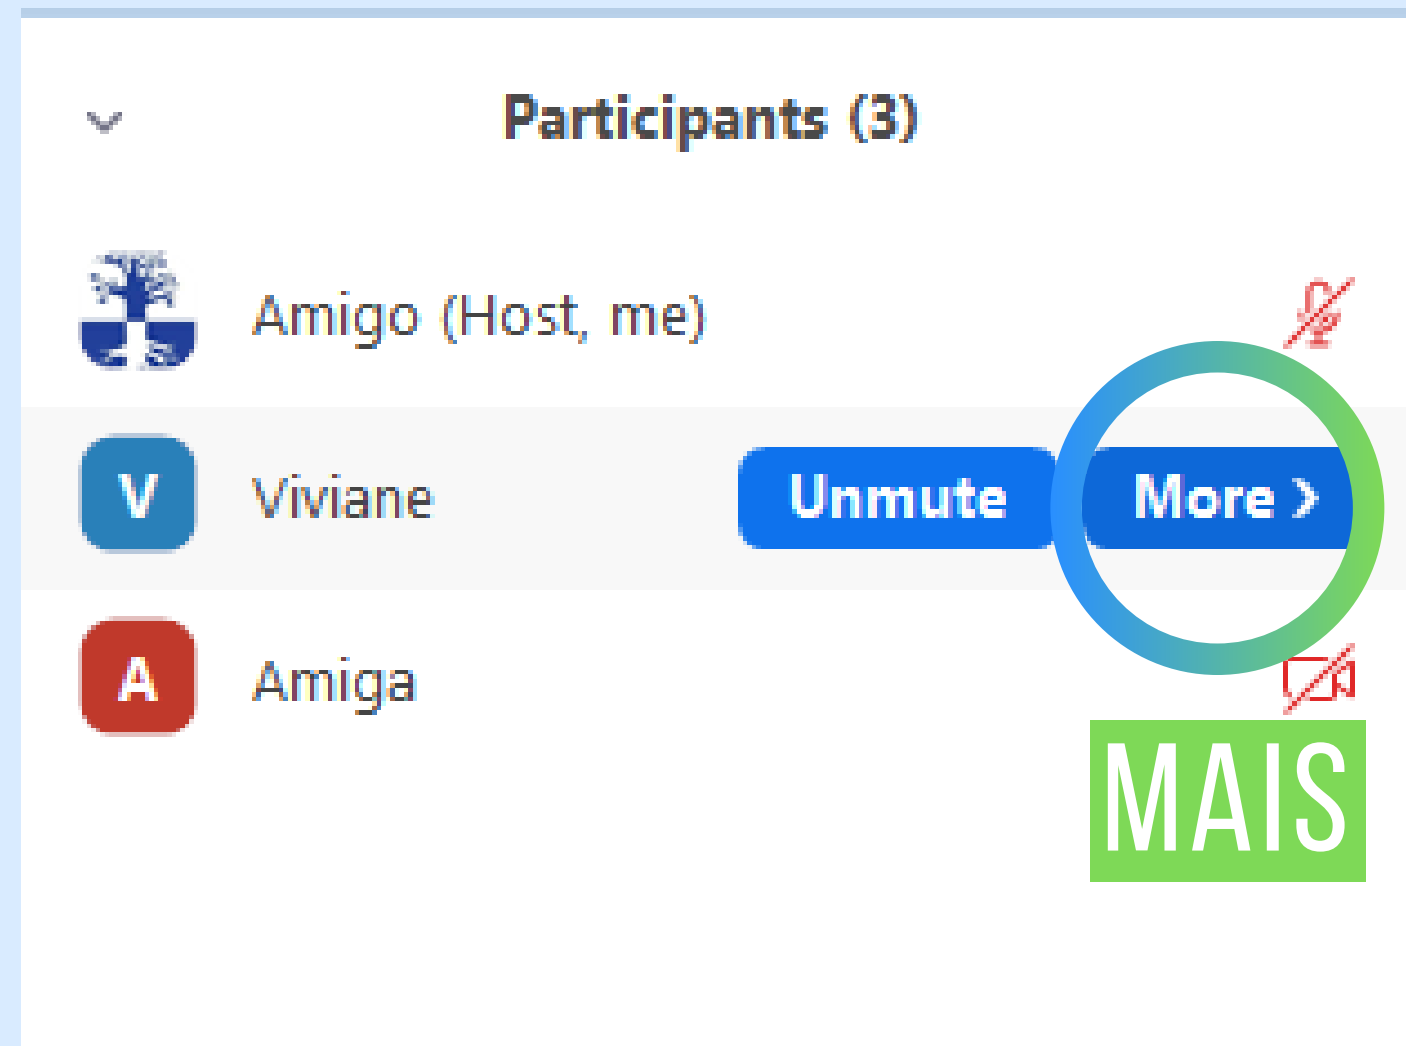 Participants (3)
Amigo (Host, me)
V Viviane Unmute More >
A Amiga
MAIS